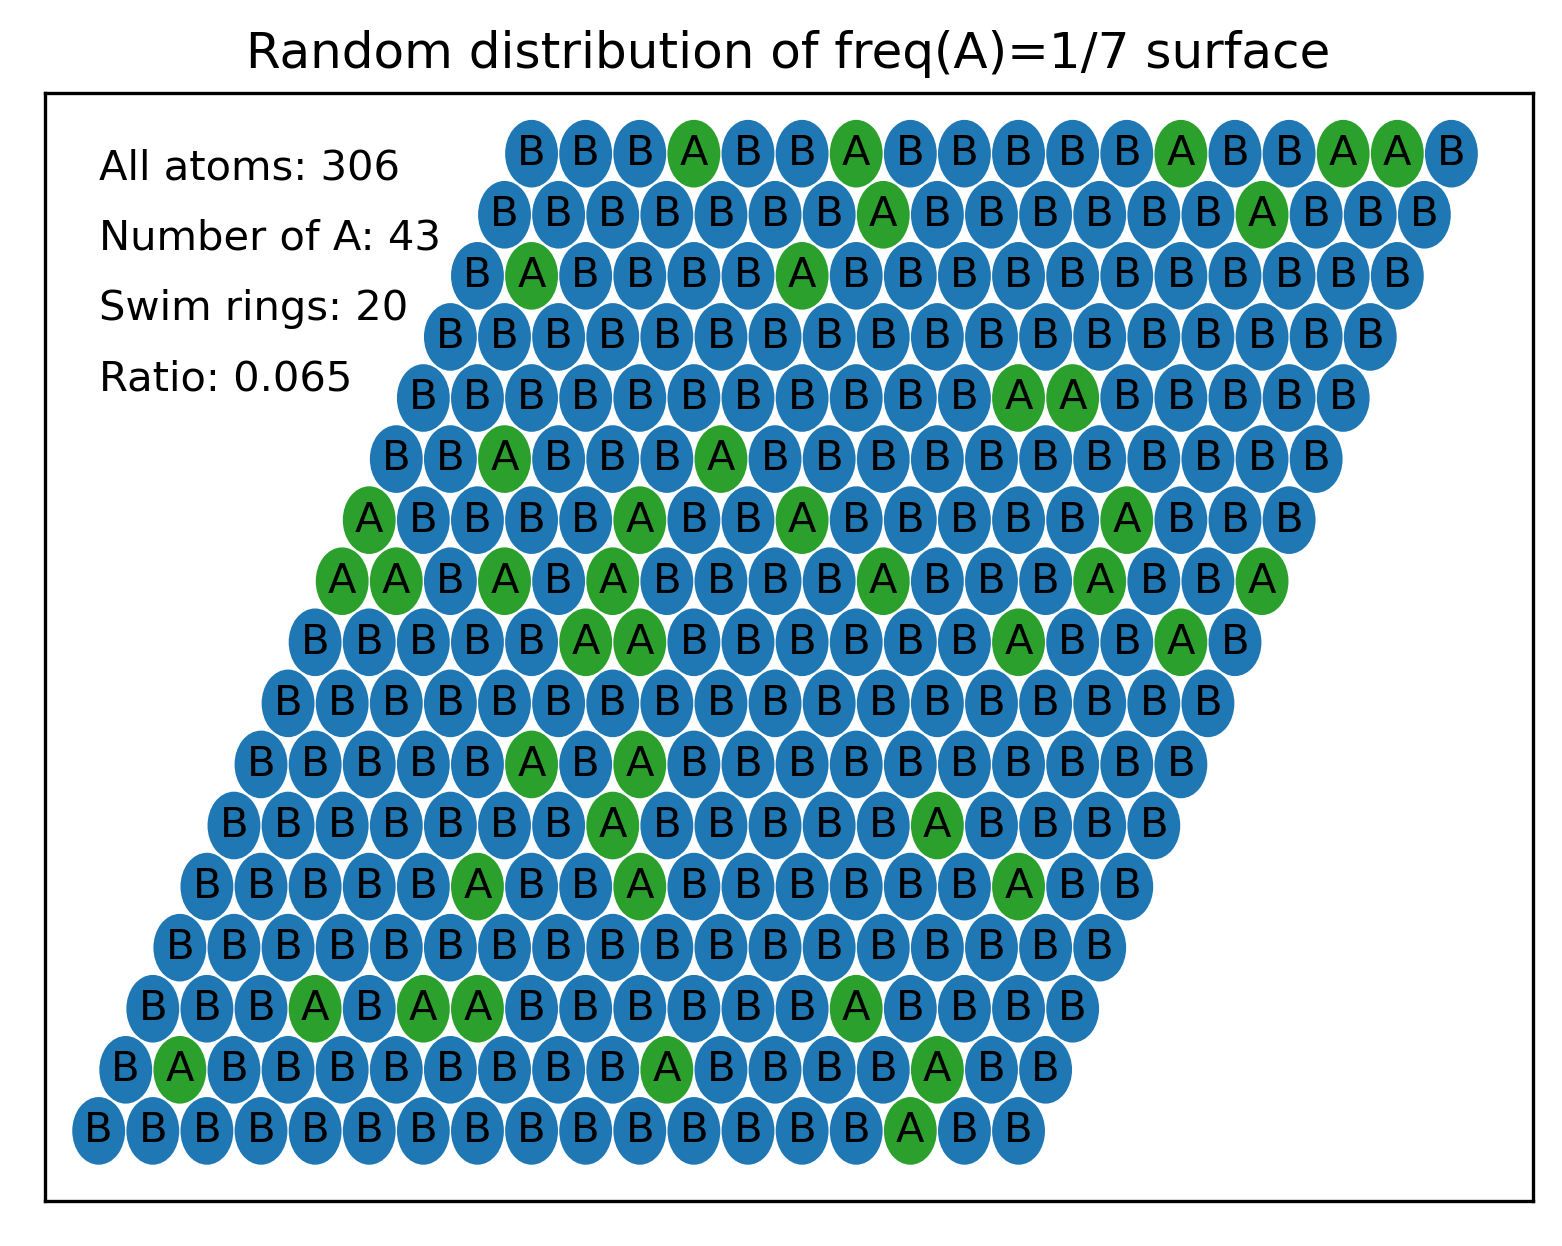 Random distribution of freq(A)=1/7 surface
All atoms: 306
Number of A: 43
Swim rings: 20
Ratio: 0.065
B B B A B B A B B B B B A B B A A B
B B B B B B B A B B B B B B A B B B
B A B B B B A B B B B B B B B B B B
B B B B B B B B B B B B B B B B B B
B B B B B B B B B B B A A B B B B B
B B A B B B A B B B B B B B B B B B
A B B B B A B B A B B B B B A B B B
A A B A B A B B B B A B B B A B B A
B B B B B A A B B B B B B A B B A B
B B B B B B B B B B B B B B B B B B
B B B B B A B A B B B B B B B B B B
B B B B B B B A B B B B B A B B B B
B B B B B A B B A B B B B B B A B B
B B B B B B B B B B B B B B B B B B
B B B A B A A B B B B B B A B B B B
B A B B B B B B B B A B B B B A B B
B B B B B B B B B B B B B B B A B B